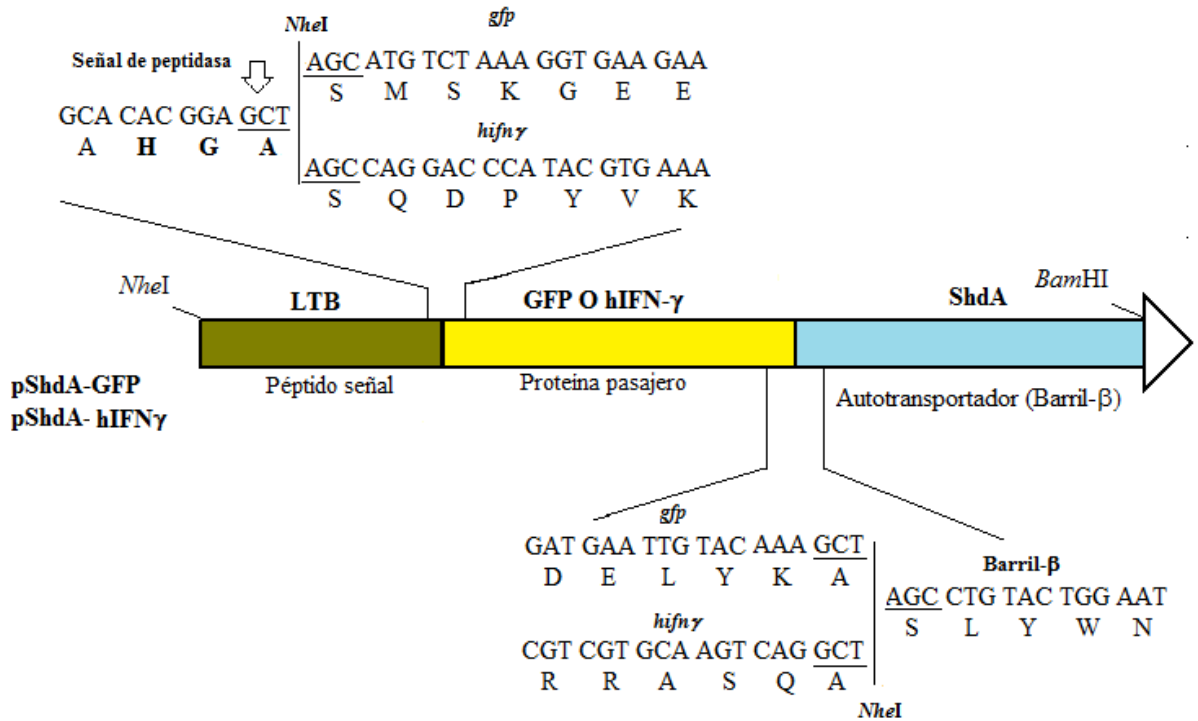 gfp
NheI
Señal de peptidasa
AGC ATG TCT AAA GGT GAA GAA
S M S K G E E
GCA CAC GGA GCT
A H G A
hifnγ
AGC CAG GAC CCA TAC GTG AAA
S Q D P Y V K
NheI
LTB
GFP O hIFN-γ
ShdA
BamHI
pShdA-GFP
pShdA- hIFNγ
Péptido señal
Proteína pasajero
Autotransportador (Barril-β)
gfp
GAT GAA TTG TAC AAA GCT
D E L Y K A
Barril-β
AGC CTG TAC TGG AAT
S L Y W N
hifnγ
CGT CGT GCA AGT CAG GCT
R R A S Q A
NheI